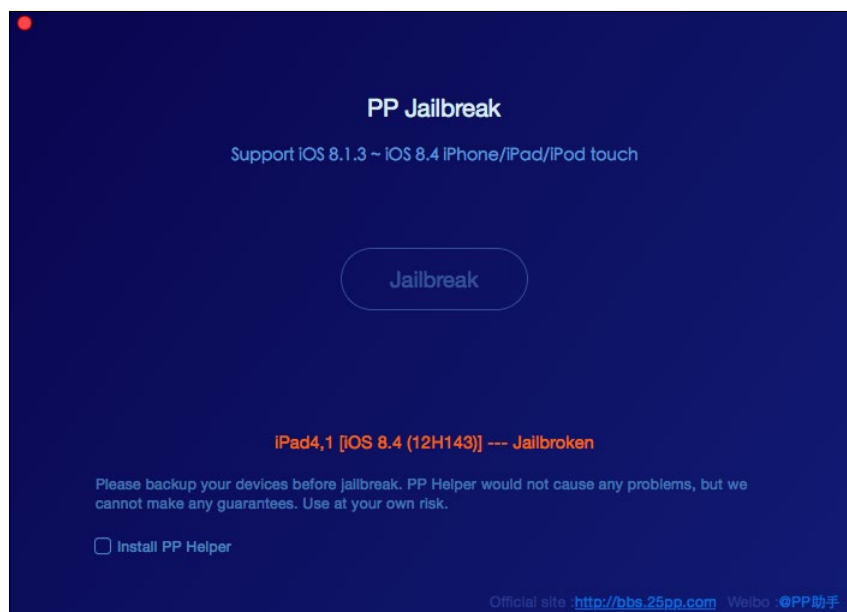 PP Jailbreak
Support iOS 8.1.3 ~ iOS 8.4 iPhone/iPad/iPod touch
Jailbreak
iPad4,1 [iOS 8.4 (12H143)] --- Jailbroken
Please backup your devices before jailbreak. PP Helper would not cause any problems, but we
cannot make any guarantees. Use at your own risk.
Install PP Helper
Official site :http://bbs.25pp.com Weibo :@PP助手